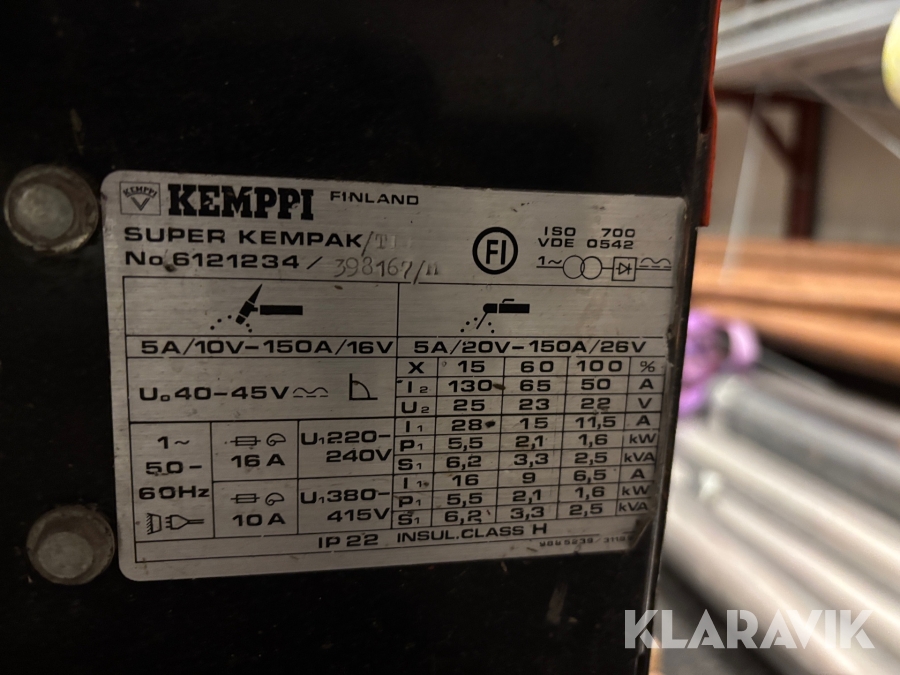 KEMPPI
KEMPPI FINLAND
SUPER KEMPAK/
No 6121234/398167/
FI
ISO 700
VDE 0542
1~
5A/10V-150A/16V
5A/20V-150A/26V
U₀ 40-45V
X 15 60 100 %
I₂ 130 65 50 A
U₂ 25 23 22 V
1~
50-
60Hz
16 A
U₁220-
240V
I₁ 28 15 11,5 A
P₁ 5,5 2,1 1,6 kW
S₁ 6,2 3,3 2,5 kVA
10 A
U₁380-
415V
I₁ 16 9 6,5 A
P₁ 5,5 2,1 1,6 kW
S₁ 6,2 3,3 2,5 kVA
IP 22 INSUL.CLASS H
KLARAVIK